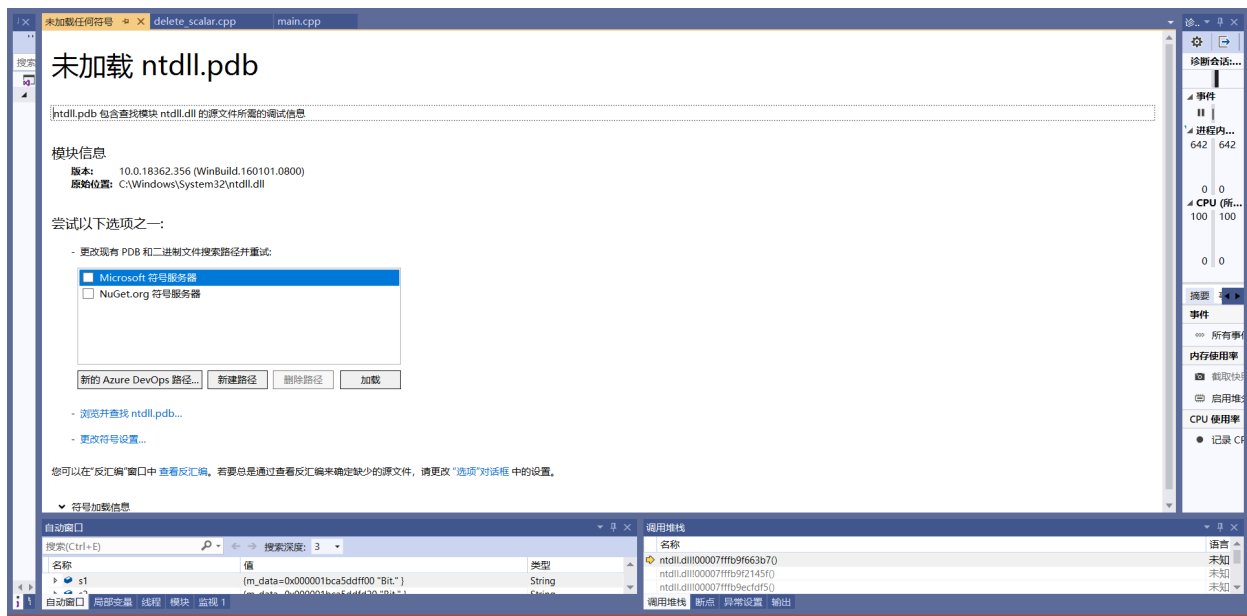 未加载任何符号
delete_scalar.cpp
main.cpp
诊..
搜索
未加载 ntdll.pdb
ntdll.pdb 包含查找模块 ntdll.dll 的源文件所需的调试信息
模块信息
版本: 10.0.18362.356 (WinBuild.160101.0800)
原始位置: C:\Windows\System32\ntdll.dll
尝试以下选项之一:
- 更改现有 PDB 和二进制文件搜索路径并重试:
Microsoft 符号服务器
NuGet.org 符号服务器
新的 Azure DevOps 路径... 新建路径 删除路径 加载
- 浏览并查找 ntdll.pdb...
- 更改符号设置...
您可以在"反汇编"窗口中 查看反汇编。若要总是通过查看反汇编来确定缺少的源文件，请更改 "选项"对话框 中的设置。
符号加载信息
诊断会话:...
事件
进程内...
642 642
0 0
CPU (所...
100 100
0 0
摘要
事件
所有事件
内存使用率
截取快照
启用堆
CPU 使用率
记录 CP
自动窗口
搜索(Ctrl+E) 搜索深度: 3
名称 值 类型
s1 {m_data=0x000001bca5ddff00 "Bit." } String
自动窗口 局部变量 线程 模块 监视 1
调用堆栈
名称 语言
ntdll.dll!00007fffb9f663b7() 未知
ntdll.dll!00007fffb9f2145f() 未知
ntdll.dll!00007fffb9ecfdf5() 未知
调用堆栈 断点 异常设置 输出